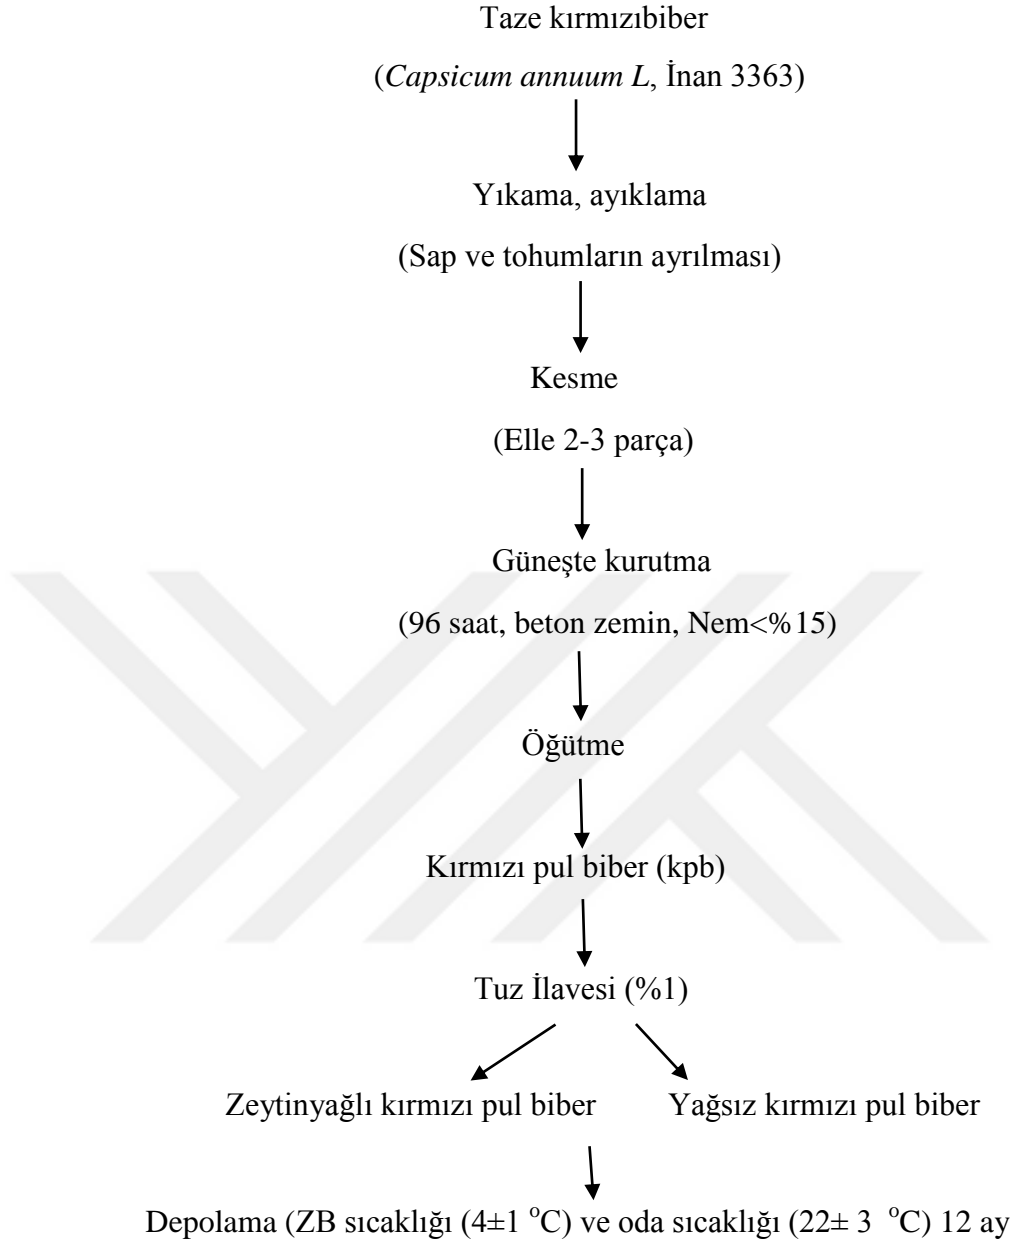 Taze kırmızıbiber
(Capsicum annuum L, İnan 3363)
Yıkama, ayıklama
(Sap ve tohumların ayrılması)
Kesme
(Elle 2-3 parça)
Güneşte kurutma
(96 saat, beton zemin, Nem<%15)
Öğütme
Kırmızı pul biber (kpb)
Tuz İlavesi (%1)
Zeytinyağlı kırmızı pul biber Yağsız kırmızı pul biber
Depolama (ZB sıcaklığı (4±1 °C) ve oda sıcaklığı (22± 3 °C) 12 ay